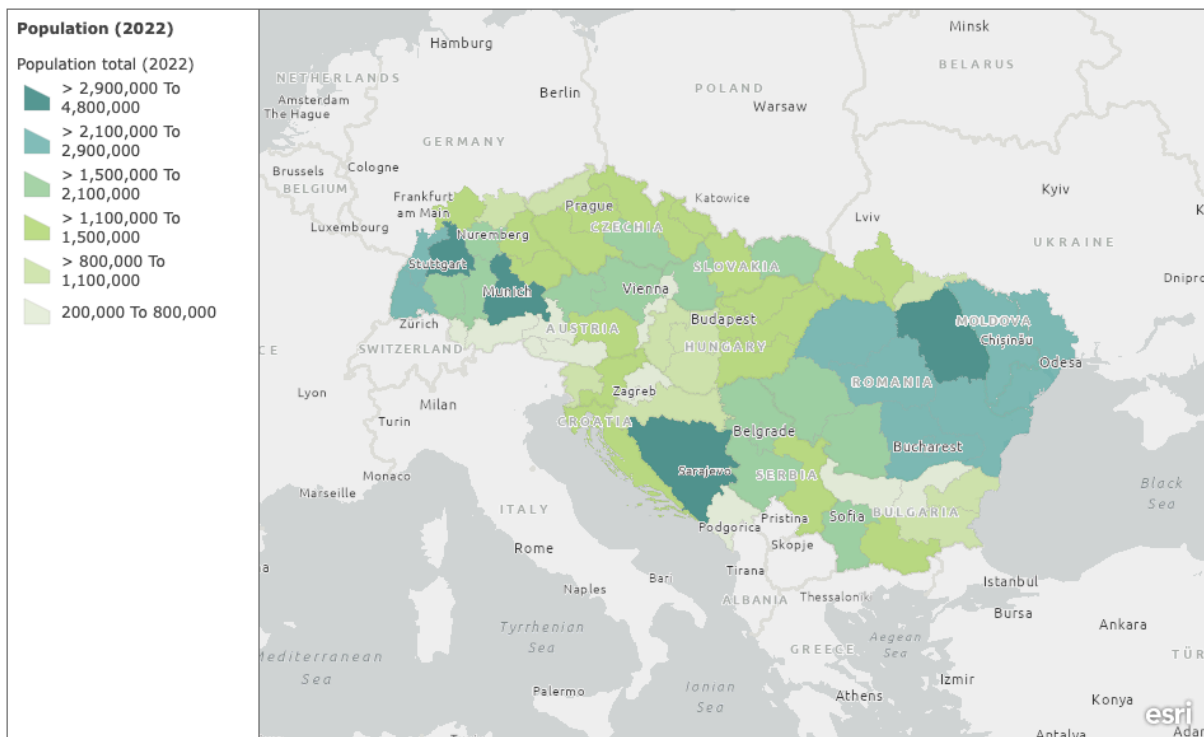 Population (2022)
Population total (2022)
> 2,900,000 To
4,800,000
> 2,100,000 To
2,900,000
> 1,500,000 To
2,100,000
> 1,100,000 To
1,500,000
> 800,000 To
1,100,000
200,000 To 800,000
Minsk
Hamburg
BELARUS
NETHERLANDS
Amsterdam
The Hague
Berlin
POLAND
Warsaw
GERMANY
Brussels
Cologne
BELGIUM
Kyiv
Frankfurt
am Main
Katowice
Prague
Lviv
Luxembourg
Nuremberg
CZECHIA
UKRAINE
Stuttgart
SLOVAKIA
Dnipro
Munich
Vienna
Zürich
Budapest
MOLDOVA
AUSTRIA
Chișinău
SWITZERLAND
HUNGARY
Odesa
Lyon
Zagreb
ROMANIA
Milan
Turin
CROATIA
Belgrade
Bucharest
Sarajevo
SERBIA
Monaco
Marseille
Black
Sea
ITALY
Podgorica
Pristina
Sofia
BULGARIA
Skopje
Rome
Tirana
Bari
Istanbul
Naples
ALBANIA
Thessalonik
Bursa
Ankara
Tyrrhenian
Sea
Aegean
Sea
GREECE
TÜR
Mediterranean
Sea
Izmir
Palermo
Ionian
Sea
Athens
Konya
esri
Antalya